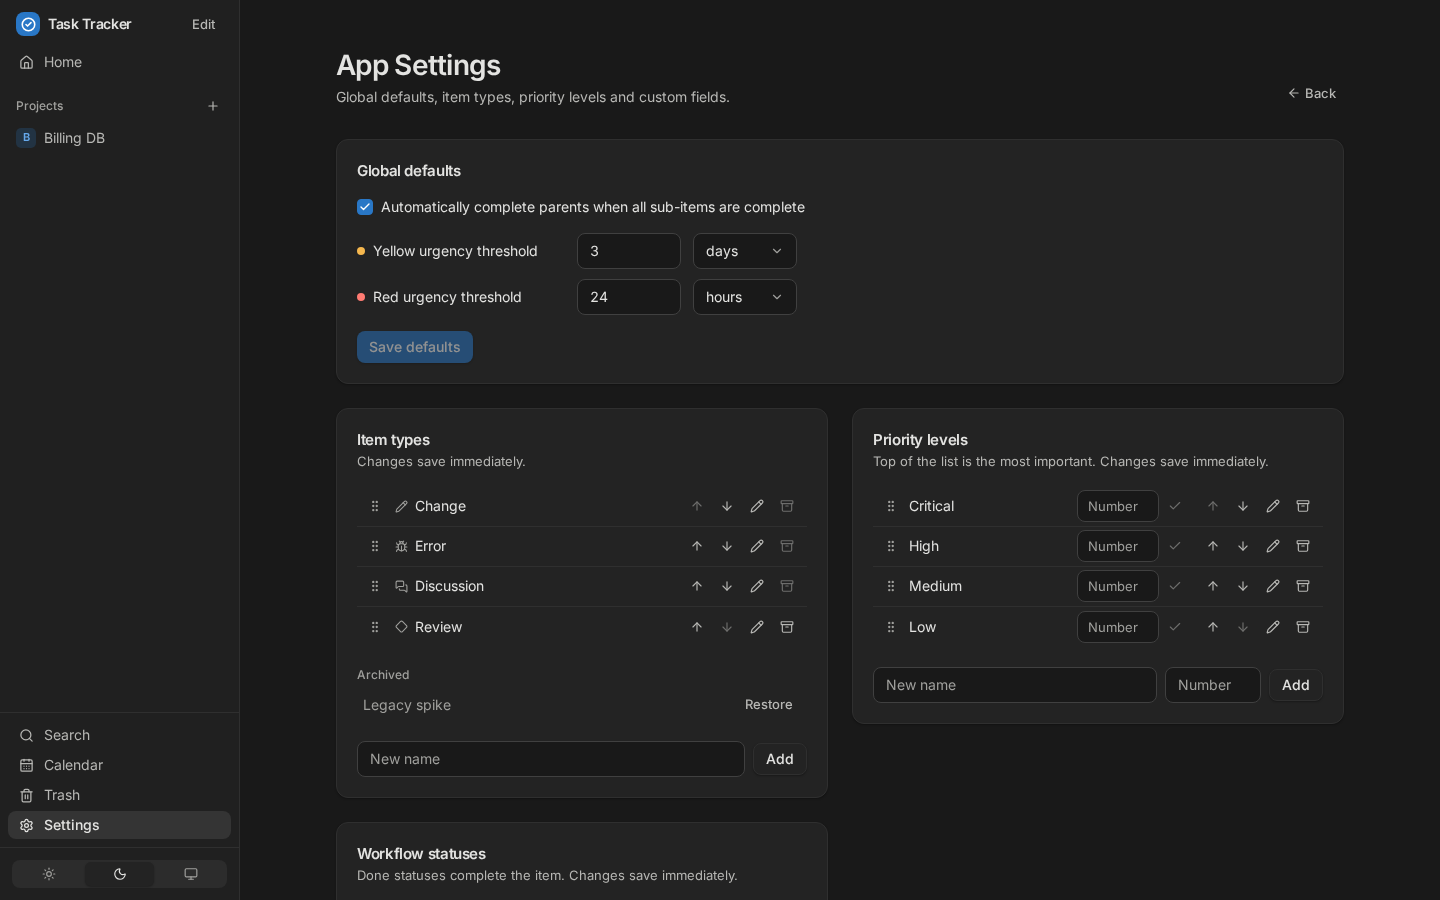 Task Tracker
Edit
Home
Projects
B
Billing DB
Search
Calendar
Trash
Settings
App Settings
Global defaults, item types, priority levels and custom fields.
Back
Global defaults
Automatically complete parents when all sub-items are complete
Yellow urgency threshold
3
days
Red urgency threshold
24
hours
Save defaults
Item types
Changes save immediately.
Change
Error
Discussion
Review
Archived
Legacy spike
Restore
New name
Add
Priority levels
Top of the list is the most important. Changes save immediately.
Critical
Number
High
Number
Medium
Number
Low
Number
New name
Number
Add
Workflow statuses
Done statuses complete the item. Changes save immediately.